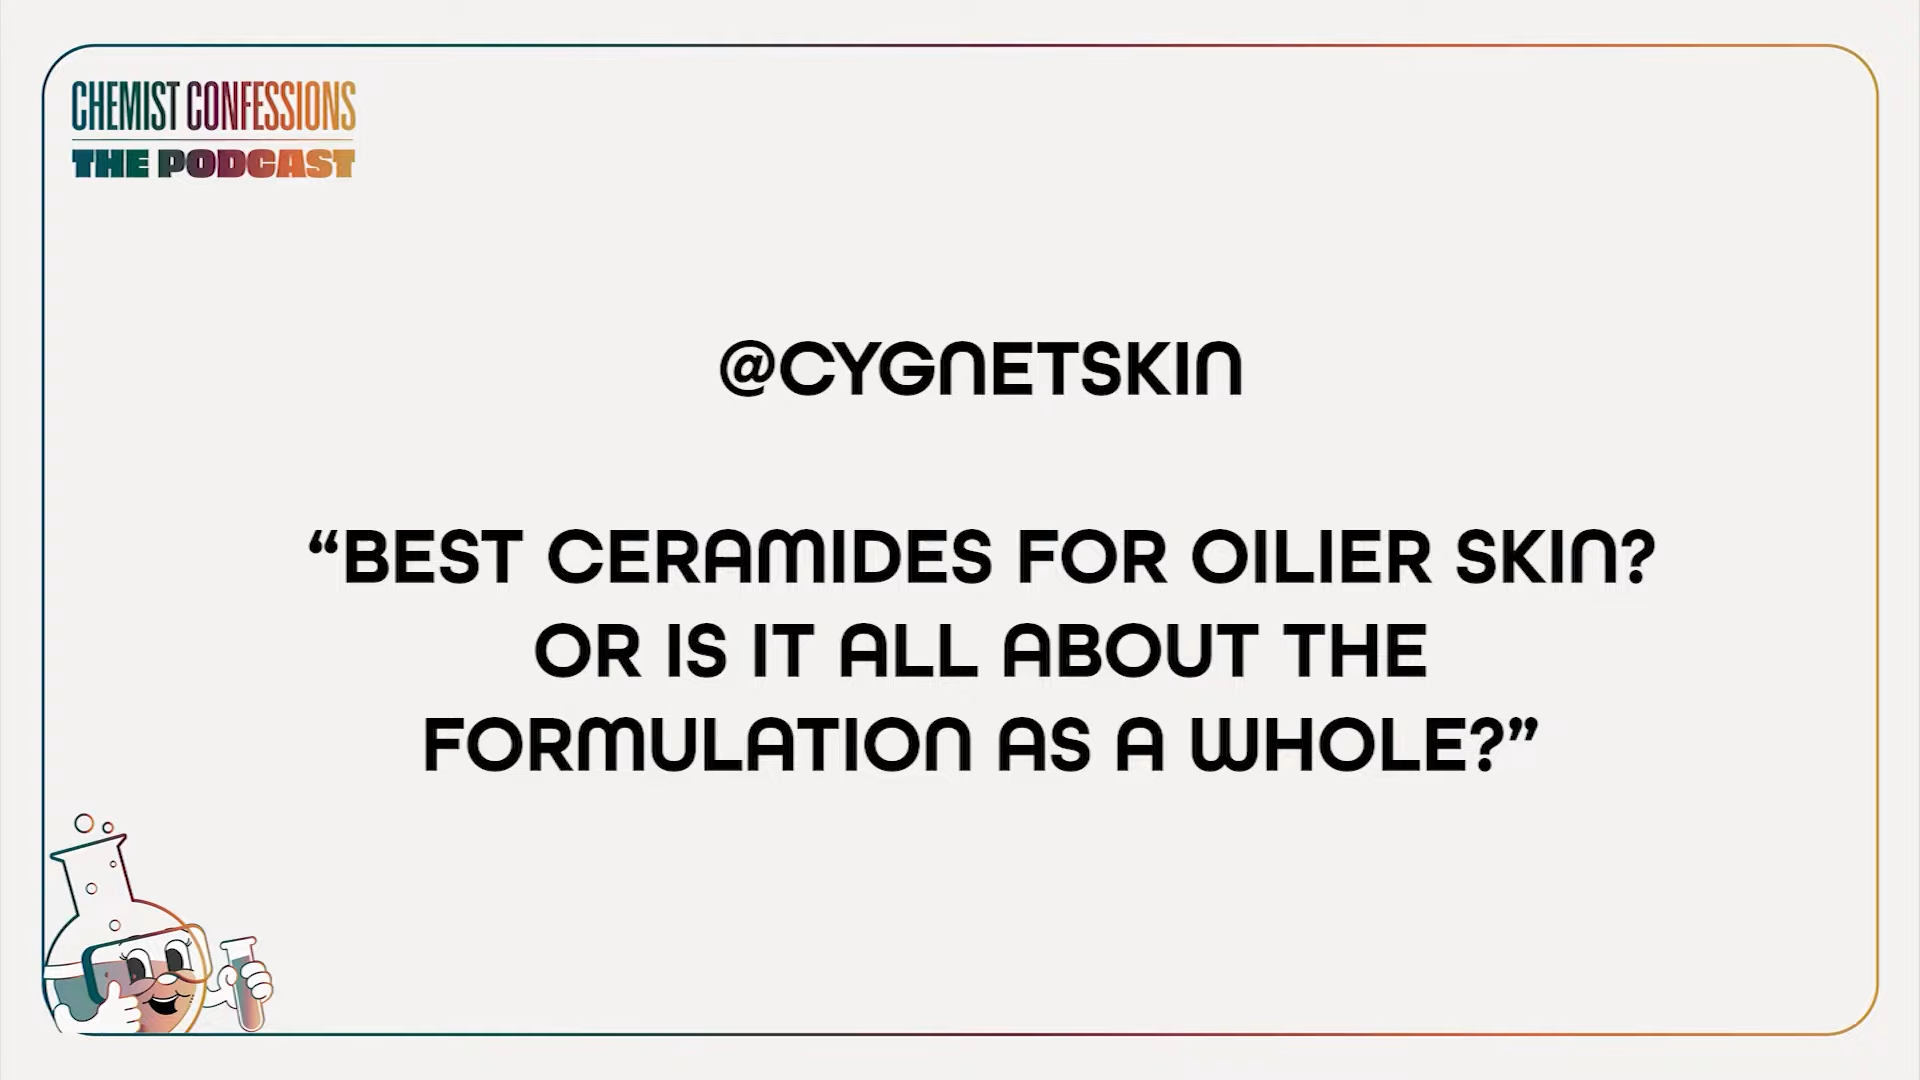 CHEMIST CONFESSIONS
THE PODCAST
@CYGNETSKIN
“BEST CERAMIDES FOR OILIER SKIN?
OR IS IT ALL ABOUT THE
FORMULATION AS A WHOLE?”